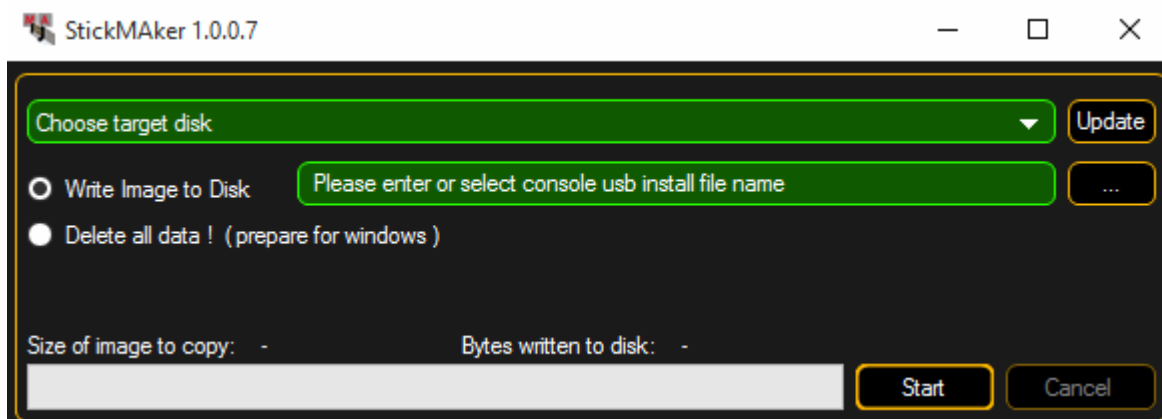 StickMAker 1.0.0.7
Choose target disk
Update
Write Image to Disk
Please enter or select console usb install file name
...
Delete all data ! ( prepare for windows )
Size of image to copy: -
Bytes written to disk: -
Start
Cancel